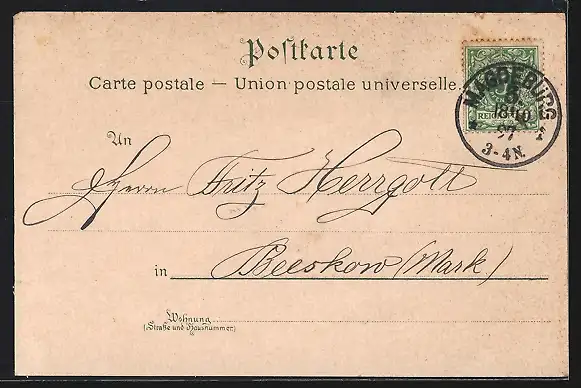 Postkarte
Carte postale — Union postale universelle.
MAGDEBURG
97
3-4N.
An
Herrn Fritz Herrgott
in Beeskow (Mark)
Wohnung
(Straße und Hausnummer)